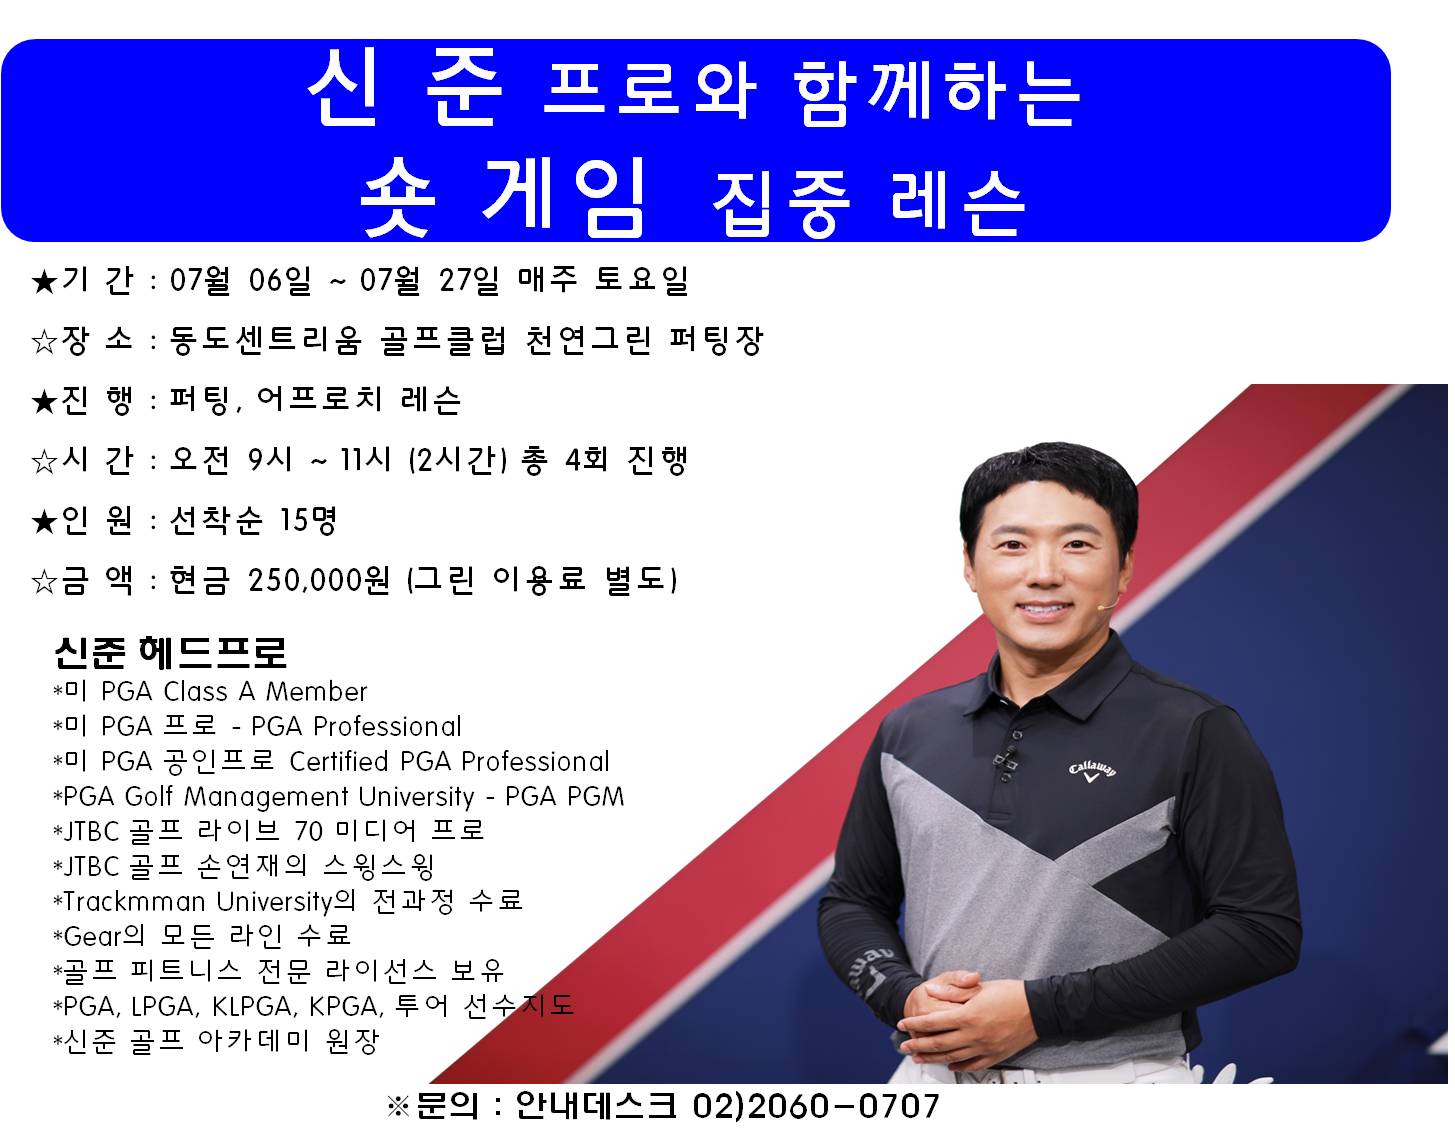 신 준 프로와 함께하는
숏 게임 집중 레슨
★기 간 : 07월 06일 ~ 07월 27일 매주 토요일
☆장 소 : 동도센트리움 골프클럽 천연그린 퍼팅장
★진 행 : 퍼팅, 어프로치 레슨
☆시 간 : 오전 9시 ~ 11시 (2시간) 총 4회 진행
★인 원 : 선착순 15명
☆금 액 : 현금 250,000원 (그린 이용료 별도)
신준 헤드프로
*미 PGA Class A Member
*미 PGA 프로 - PGA Professional
*미 PGA 공인프로 Certified PGA Professional
*PGA Golf Management University - PGA PGM
*JTBC 골프 라이브 70 미디어 프로
*JTBC 골프 손연재의 스윙스윙
*Trackmman University의 전과정 수료
*Gear의 모든 라인 수료
*골프 피트니스 전문 라이선스 보유
*PGA, LPGA, KLPGA, KPGA, 투어 선수지도
*신준 골프 아카데미 원장
Callaway
※문의 : 안내데스크 02)2060-0707